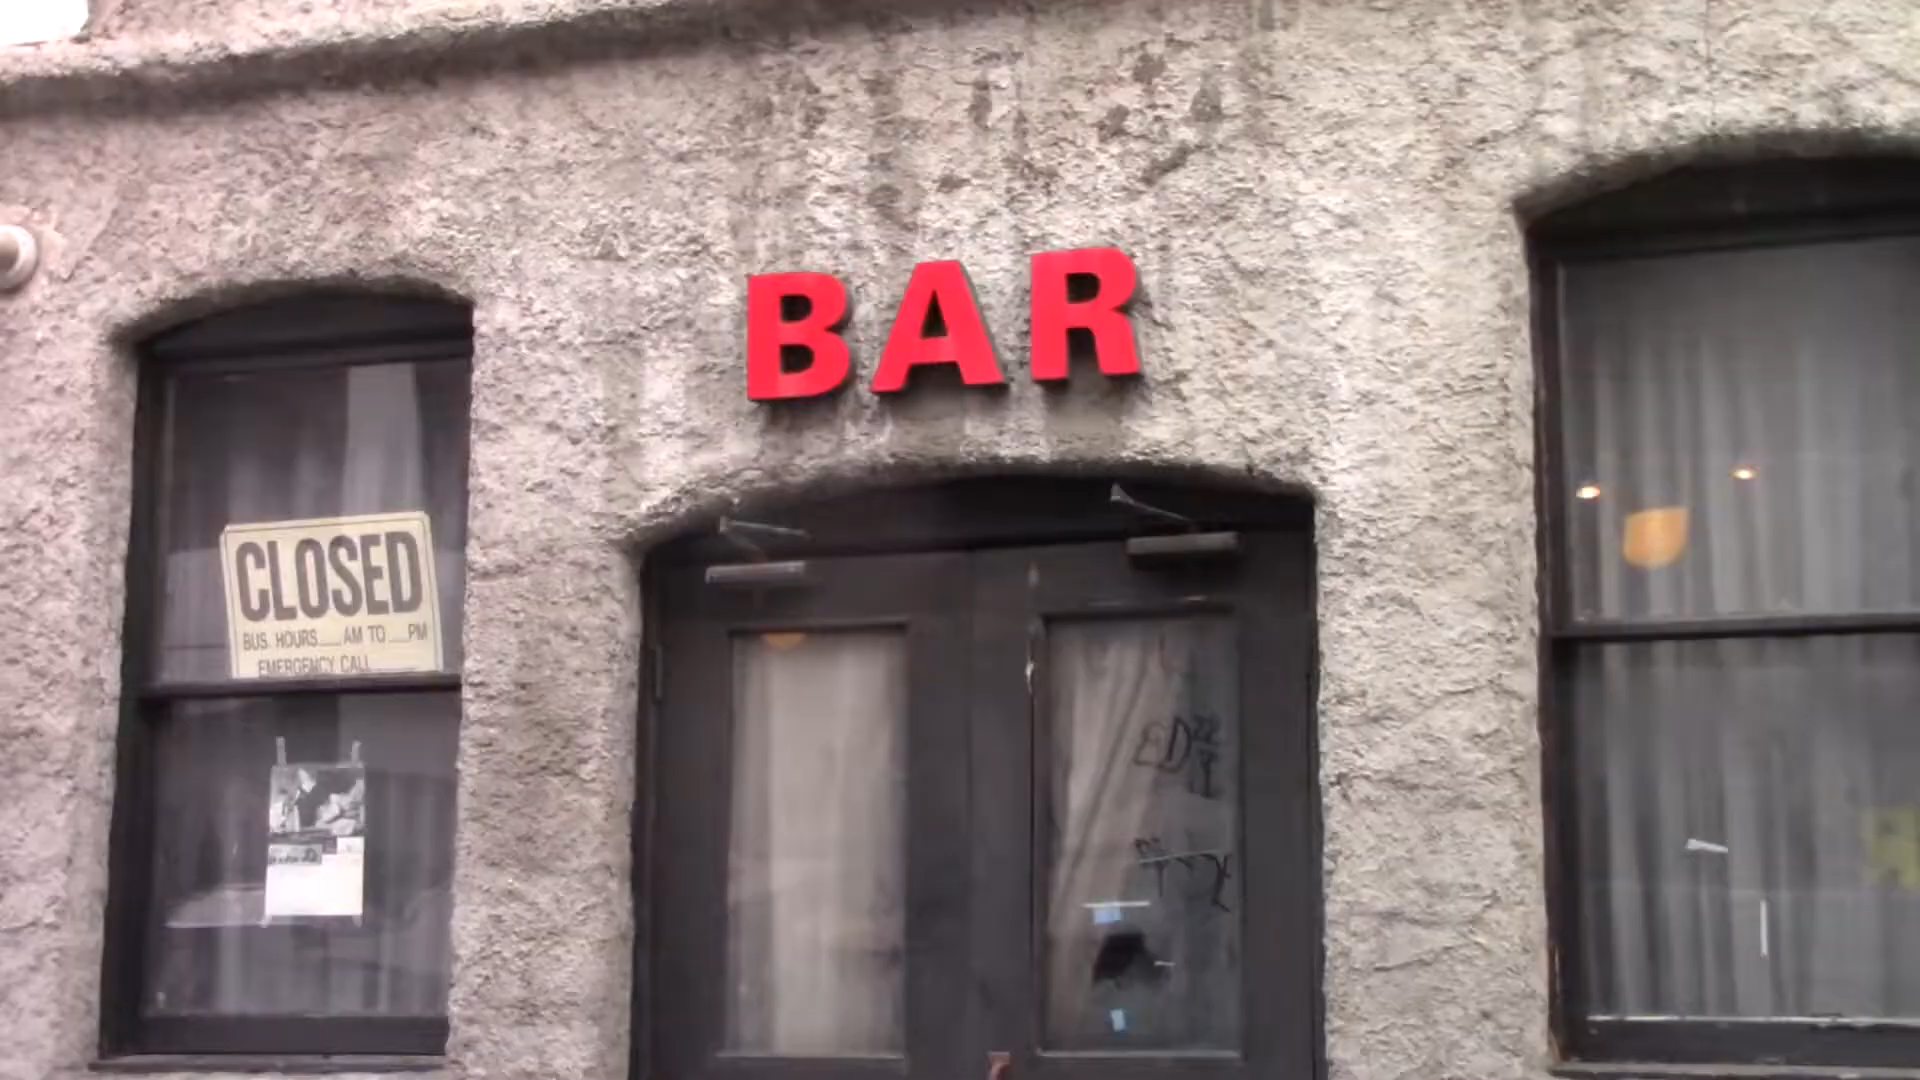 BAR
CLOSED
BUS. HOURS AM TO PM
EMERGENCY CALL